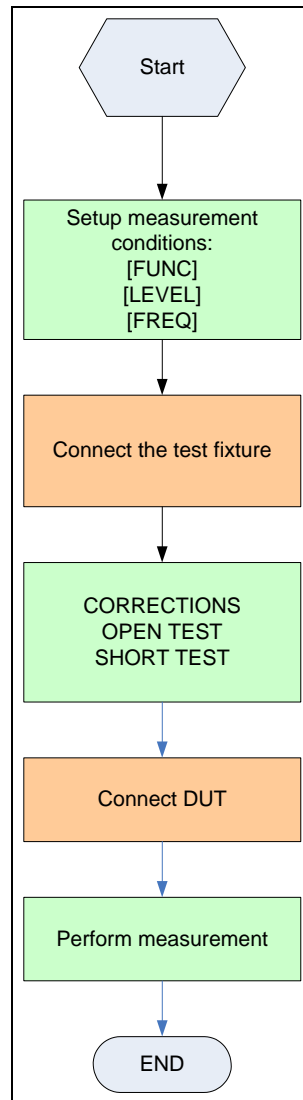 Start
Setup measurement
conditions:
[FUNC]
[LEVEL]
[FREQ]
Connect the test fixture
CORRECTIONS
OPEN TEST
SHORT TEST
Connect DUT
Perform measurement
END